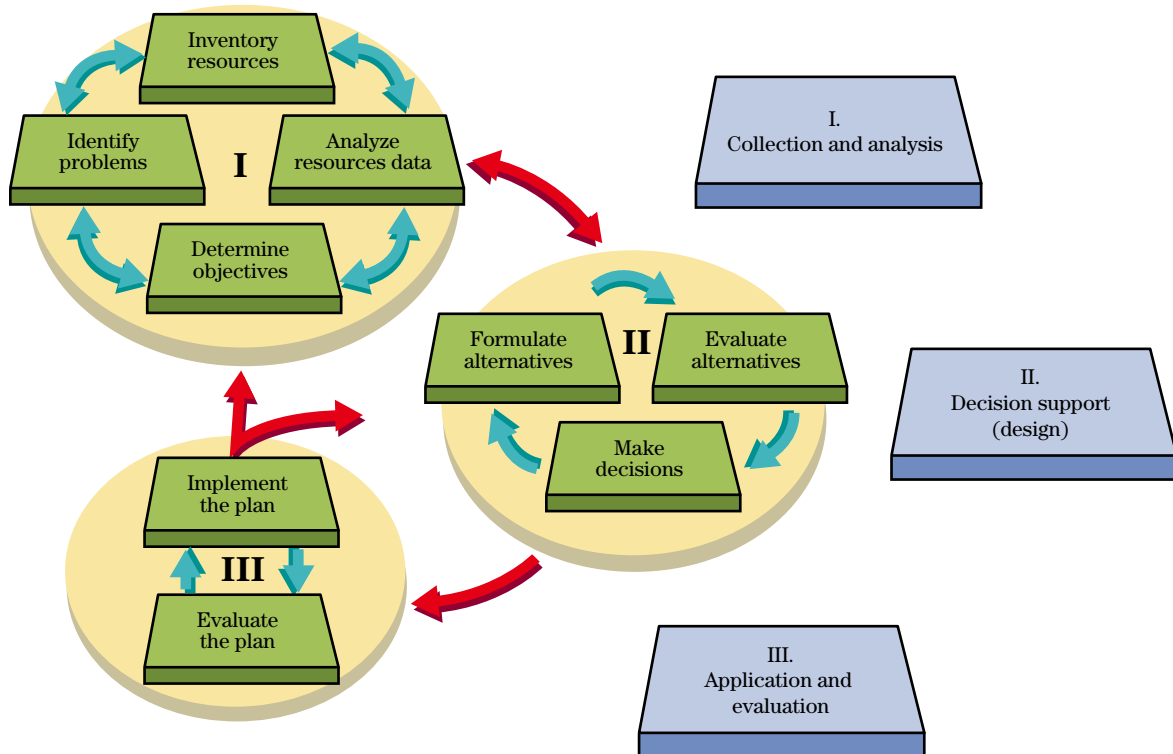 Inventory
resources
Identify
problems
I
Analyze
resources data
Determine
objectives
I.
Collection and analysis
Formulate
alternatives
II
Evaluate
alternatives
Make
decisions
II.
Decision support
(design)
Implement
the plan
III
Evaluate
the plan
III.
Application and
evaluation